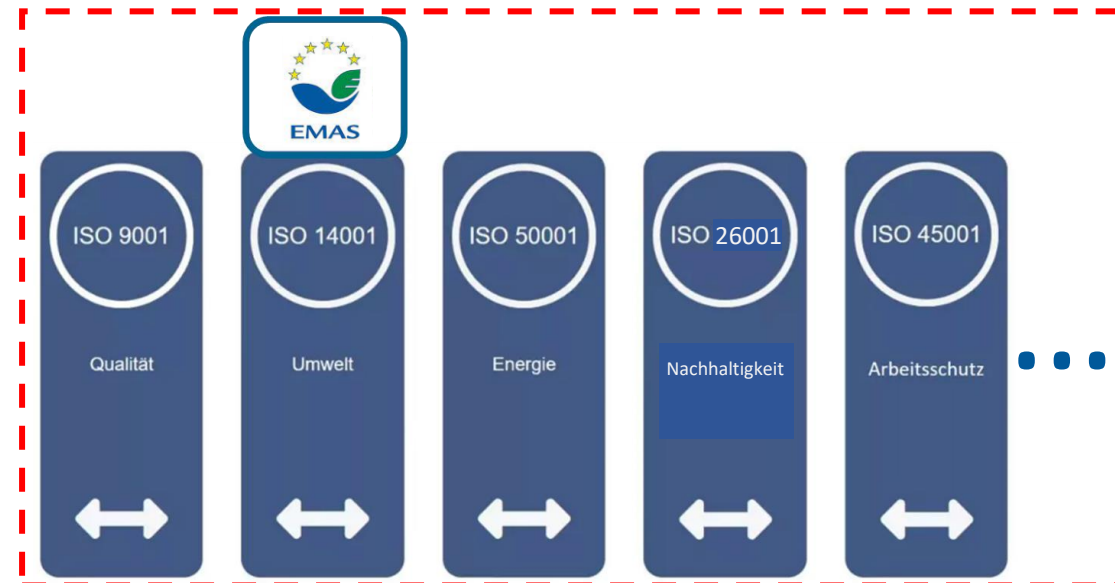 EMAS
ISO 9001
ISO 14001
ISO 50001
ISO 26001
ISO 45001
Qualität
Umwelt
Energie
Nachhaltigkeit
Arbeitsschutz
...